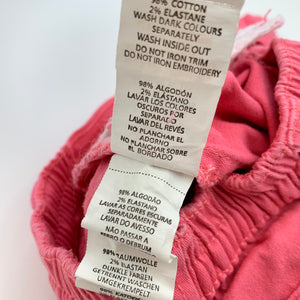 98% COTTON
2% ELASTANE
WASH DARK COLOURS
SEPARATELY
WASH INSIDE OUT
DO NOT IRON TRIM
DO NOT IRON EMBROIDERY
98% ALGODÓN
2% ELASTANO
LAVAR LOS COLORES
OSCUROS POR
SEPARADO
LAVAR DEL REVÉS
NO PLANCHAR EL
ADORNO
NO PLANCHAR SOBRE
EL BORDADO
98% ALGODÃO
2% ELASTANO
LAVAR CORES ESCURAS
SEPARADAMENTE
LAVAR DO AVESSO
NÃO PASSAR A
FERRO O DEBRUM
98% BAUMWOLLE
2% ELASTAN
DUNKLE FARBEN
GETRENNT WASCHEN
UMGEKREMPELT